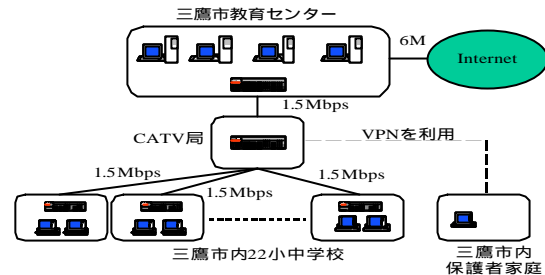 三鷹市教育センター
6M
Internet
1.5Mbps
CATV局
VPNを利用
1.5Mbps
1.5Mbps
1.5Mbps
三鷹市内22小中学校
三鷹市内
保護者家庭